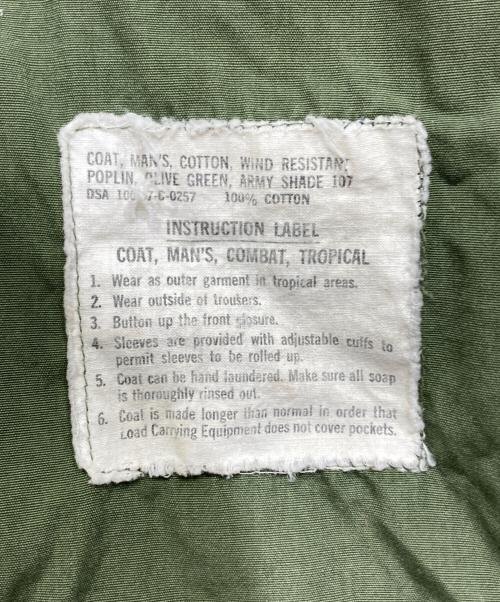 COAT, MAN'S, COTTON, WIND RESISTANT
POPLIN, OLIVE GREEN, ARMY SHADE 107
DSA 100 7-C-0257 100% COTTON
INSTRUCTION LABEL
COAT, MAN'S, COMBAT, TROPICAL
1. Wear as outer garment in tropical areas.
2. Wear outside of trousers.
3. Button up the front closure.
4. Sleeves are provided with adjustable cuffs to
permit sleeves to be rolled up.
5. Coat can be hand laundered. Make sure all soap
is thoroughly rinsed out.
6. Coat is made longer than normal in order that
Load Carrying Equipment does not cover pockets.